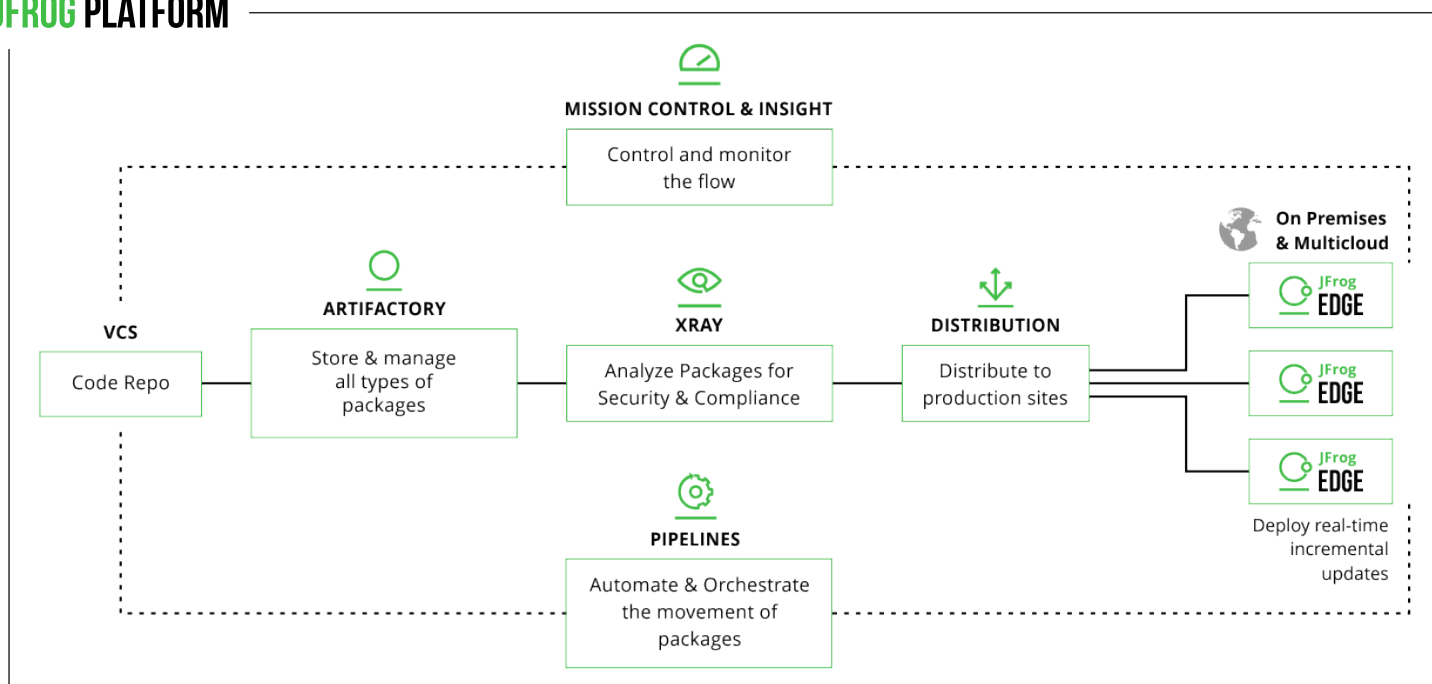 JFROG PLATFORM
MISSION CONTROL & INSIGHT
Control and monitor
the flow
On Premises
& Multicloud
VCS
Code Repo
ARTIFACTORY
Store & manage
all types of
packages
XRAY
Analyze Packages for
Security & Compliance
DISTRIBUTION
Distribute to
production sites
JFrog
EDGE
JFrog
EDGE
JFrog
EDGE
Deploy real-time
incremental
updates
PIPELINES
Automate & Orchestrate
the movement of
packages